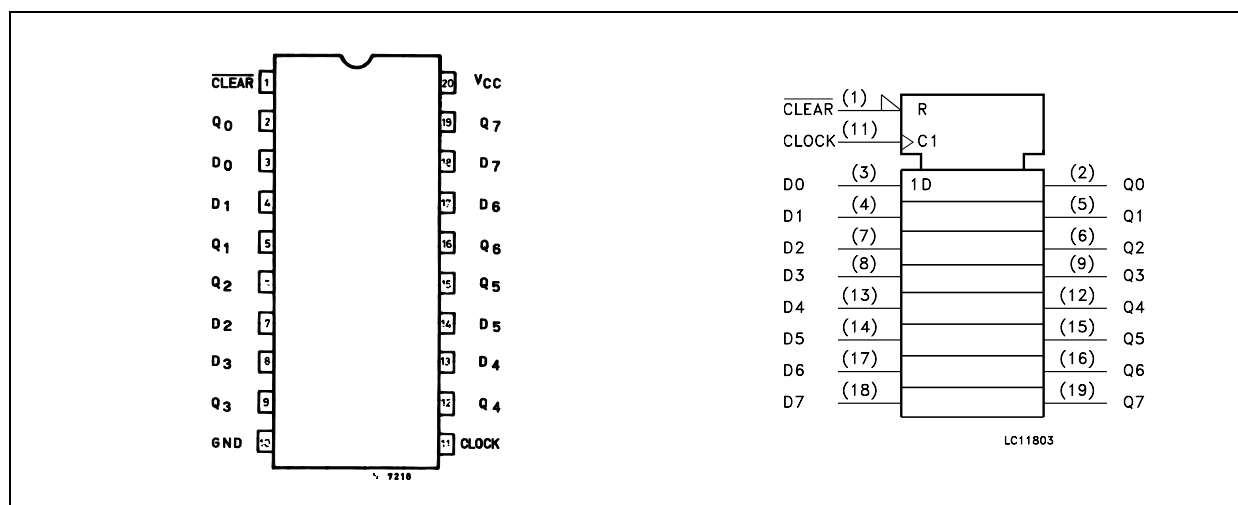 CLEAR 1 20 VCC
Q0 2 19 Q7
D0 3 18 D7
D1 4 17 D6
Q1 5 16 Q6
Q2 15 Q5
D2 7 14 D5
D3 8 13 D4
Q3 9 12 Q4
GND 10 11 CLOCK
7218
CLEAR (1) R
CLOCK (11) C1
D0 (3) 1D (2) Q0
D1 (4) (5) Q1
D2 (7) (6) Q2
D3 (8) (9) Q3
D4 (13) (12) Q4
D5 (14) (15) Q5
D6 (17) (16) Q6
D7 (18) (19) Q7
LC11803